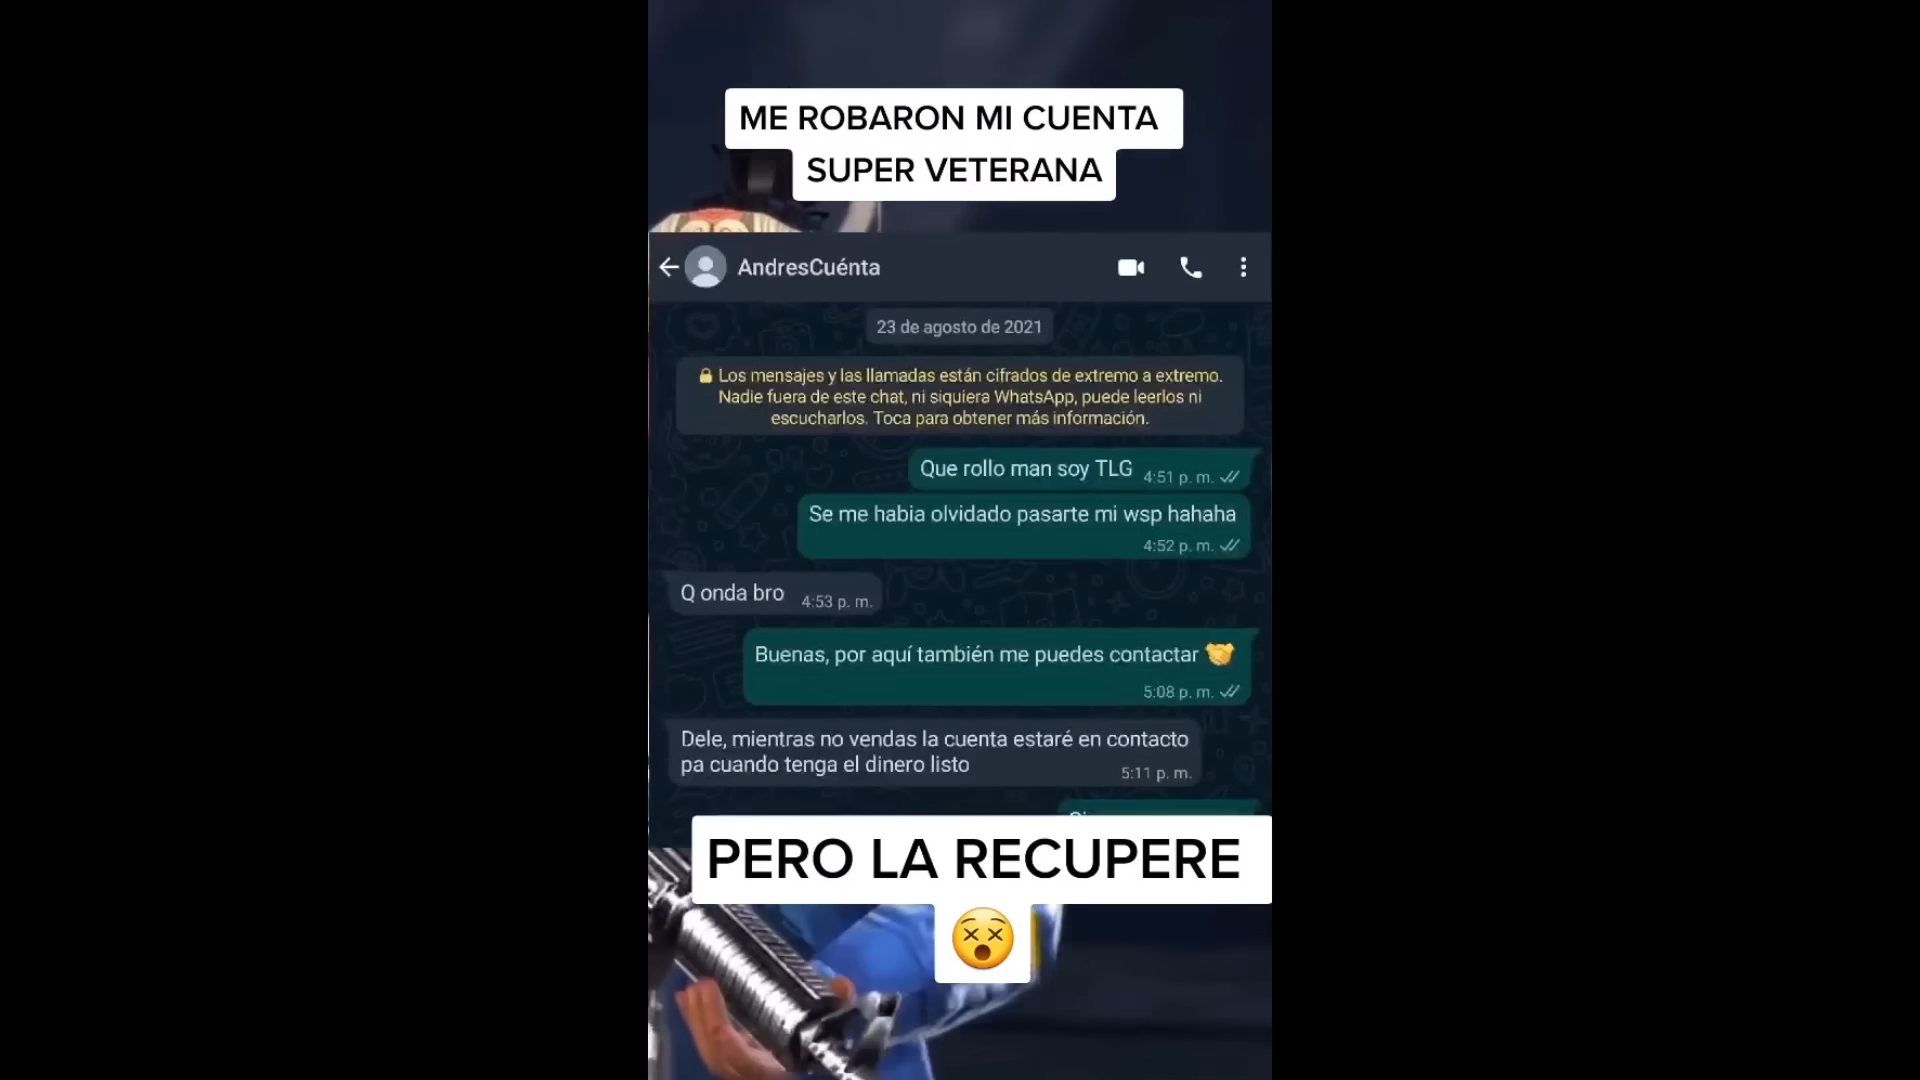 ME ROBARON MI CUENTA
SUPER VETERANA
AndresCuénta
23 de agosto de 2021
Los mensajes y las llamadas están cifrados de extremo a extremo.
Nadie fuera de este chat, ni siquiera WhatsApp, puede leerlos ni
escucharlos. Toca para obtener más información.
Que rollo man soy TLG 4:51 p. m.
Se me habia olvidado pasarte mi wsp hahaha
4:52 p. m.
Q onda bro 4:53 p. m.
Buenas, por aquí también me puedes contactar
5:08 p. m.
Dele, mientras no vendas la cuenta estaré en contacto
pa cuando tenga el dinero listo 5:11 p. m.
PERO LA RECUPERE